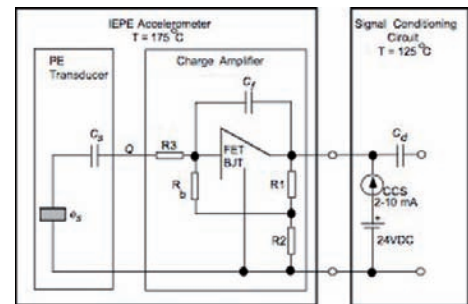 IEPE Accelerometer
T = 175°C
Signal Conditioning
Circuit
T = 125°C
PE
Transducer
Charge Amplifier
Cf
Cs
Q
R3
FET
BJT
Rb
R1
R2
es
Cd
CCS
2-10 mA
+
24VDC